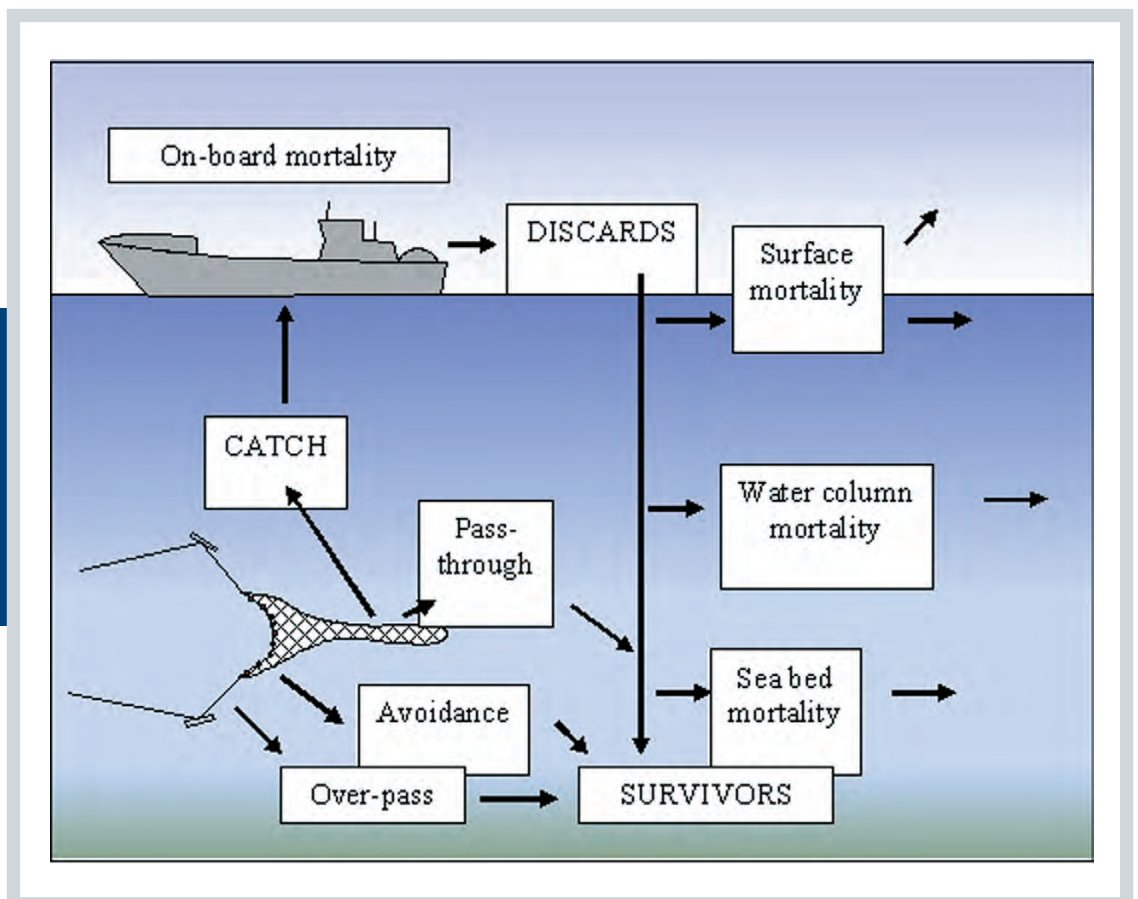 On-board mortality
DISCARDS
Surface
mortality
CATCH
Pass-
through
Water column
mortality
Avoidance
Sea bed
mortality
Over-pass
SURVIVORS